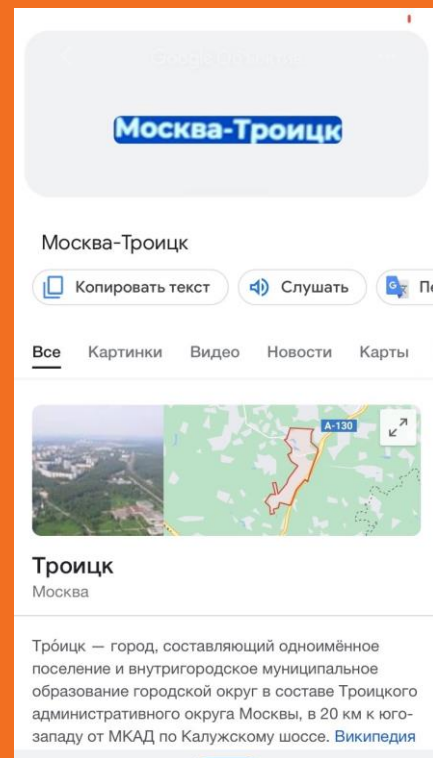 Москва-Троицк
Москва-Троицк
Копировать текст
Слушать
Все Картинки Видео Новости Карты
А-130
Троицк
Москва
Тро́ицк — город, составляющий одноимённое
поселение и внутригородское муниципальное
образование городской округ в составе Троицкого
административного округа Москвы, в 20 км к юго-
западу от МКАД по Калужскому шоссе. Википедия